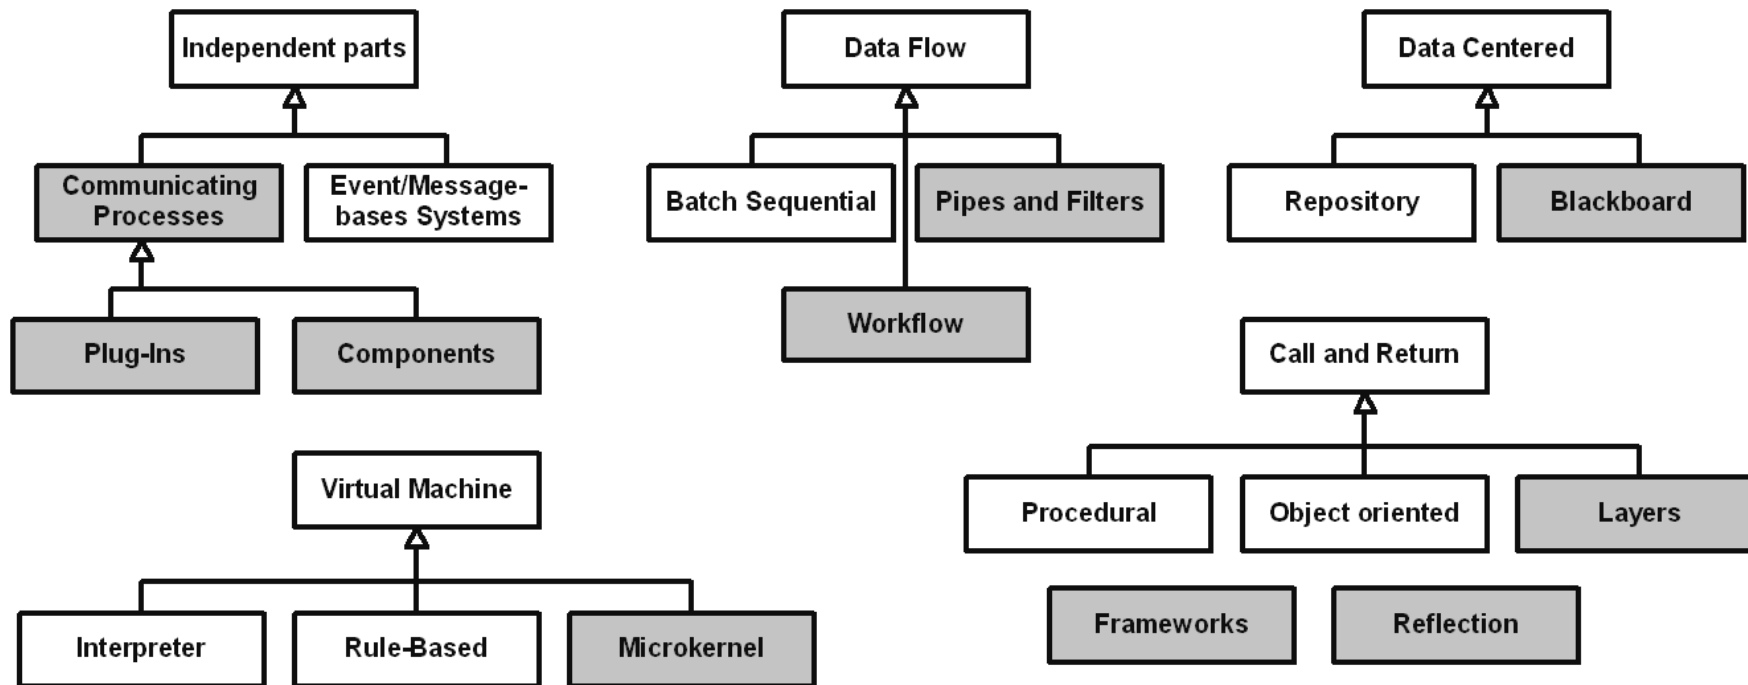 Independent parts
Data Flow
Data Centered
Communicating
Processes
Event/Message-
bases Systems
Batch Sequential
Pipes and Filters
Repository
Blackboard
Plug-Ins
Components
Workflow
Call and Return
Virtual Machine
Procedural
Object oriented
Layers
Interpreter
Rule-Based
Microkernel
Frameworks
Reflection